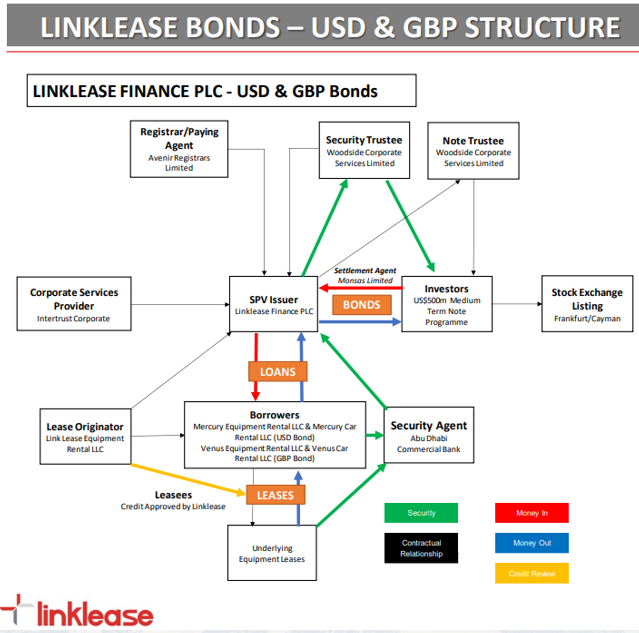 LINKLEASE BONDS – USD & GBP STRUCTURE
LINKLEASE FINANCE PLC - USD & GBP Bonds
Registrar/Paying
Agent
Avenir Registrars
Limited
Security Trustee
Woodside Corporate
Services Limited
Note Trustee
Woodside Corporate
Services Limited
Settlement Agent
Monsas Limited
Corporate Services
Provider
Intertrust Corporate
SPV Issuer
Linklease Finance PLC
BONDS
Investors
US$500m Medium
Term Note
Programme
Stock Exchange
Listing
Frankfurt/Cayman
LOANS
Lease Originator
Link Lease Equipment
Rental LLC
Borrowers
Mercury Equipment Rental LLC & Mercury Car
Rental LLC (USD Bond)
Venus Equipment Rental LLC & Venus Car
Rental LLC (GBP Bond)
Security Agent
Abu Dhabi
Commercial Bank
Leasees
Credit Approved by Linklease
LEASES
Underlying
Equipment Leases
Security
Money In
Contractual
Relationship
Money Out
Credit Review
linklease